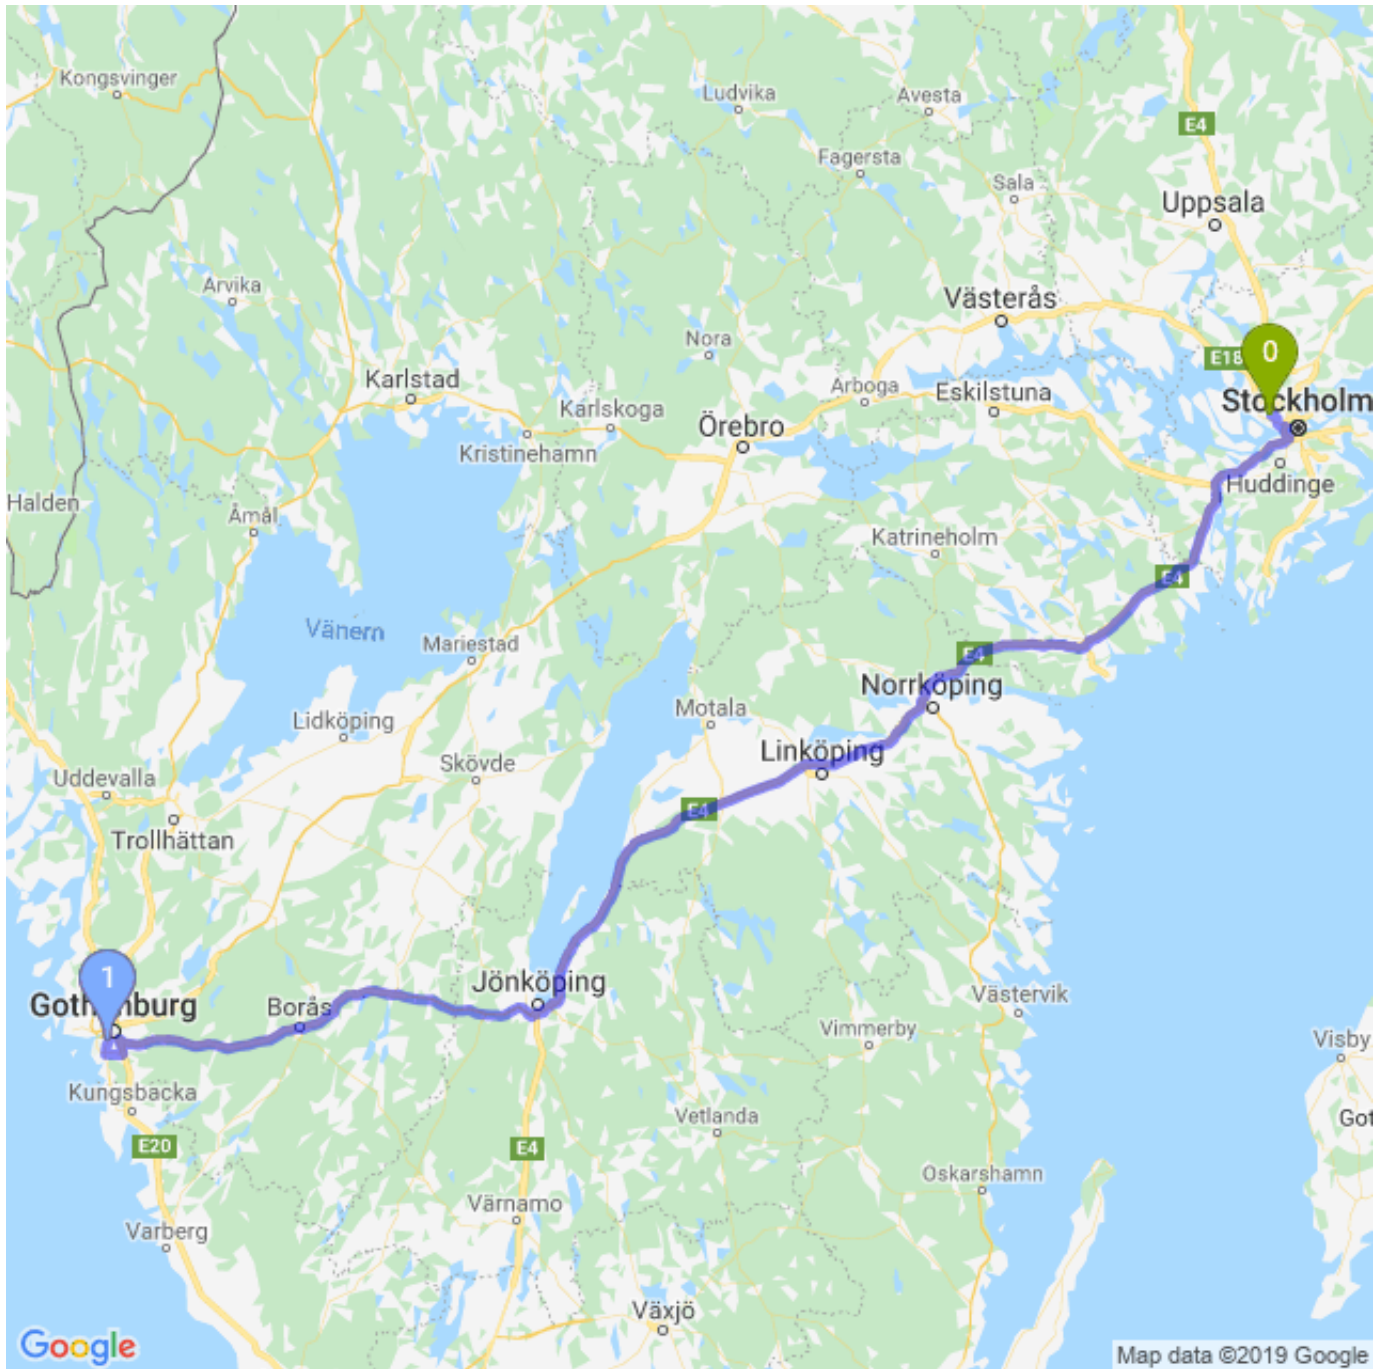 Kongsvinger
Ludvika
Avesta
E4
Fagersta
Sala
Uppsala
Arvika
Västerås
Nora
E18
0
Karlstad
Arboga
Eskilstuna
Stockholm
Karlskoga
Örebro
Kristinehamn
Huddinge
Halden
Åmål
Katrineholm
E4
Vänern
Mariestad
E4
Norrköping
Lidköping
Motala
Linköping
Skövde
Uddevalla
E4
Trollhättan
1
Jönköping
Gothenburg
Borås
Västervik
Vimmerby
Visby
Kungsbacka
Vetlanda
Got
E20
E4
Oskarshamn
Värnamo
Varberg
Växjö
Google
Map data ©2019 Google